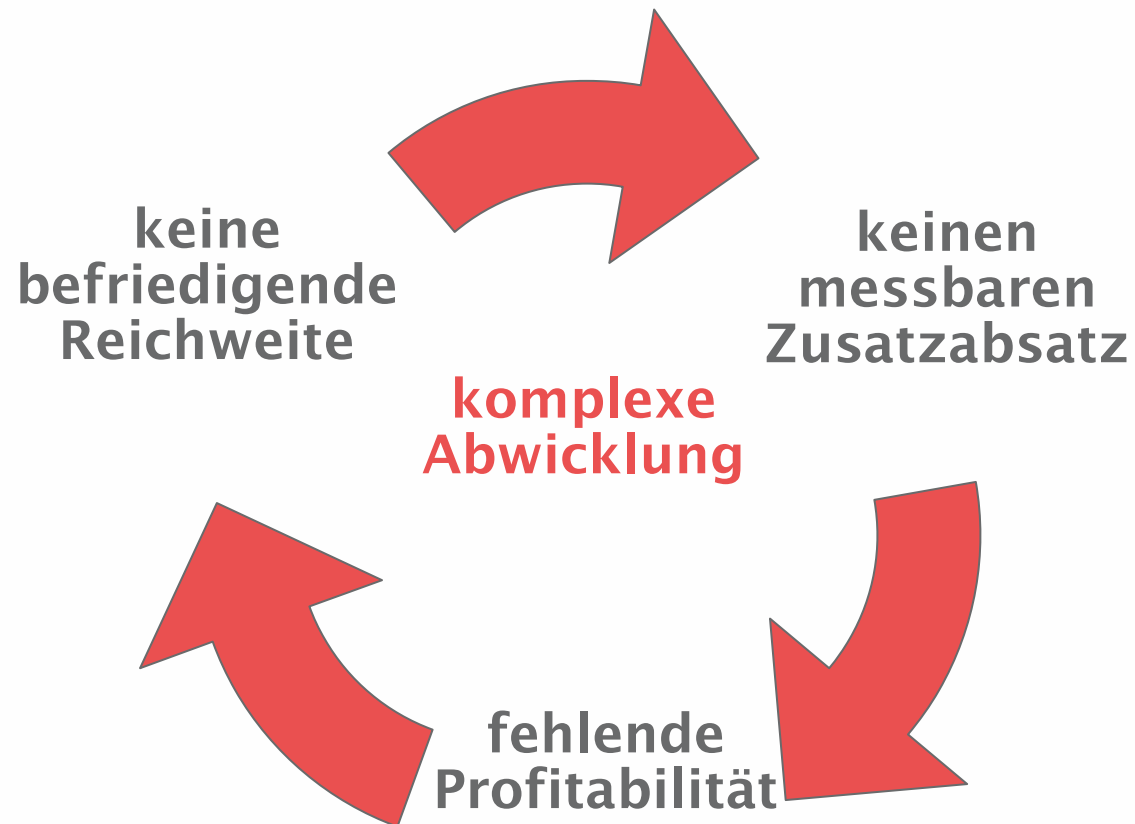 keine
befriedigende
Reichweite
keinen
messbaren
Zusatzabsatz
komplexe
Abwicklung
fehlende
Profitabilität